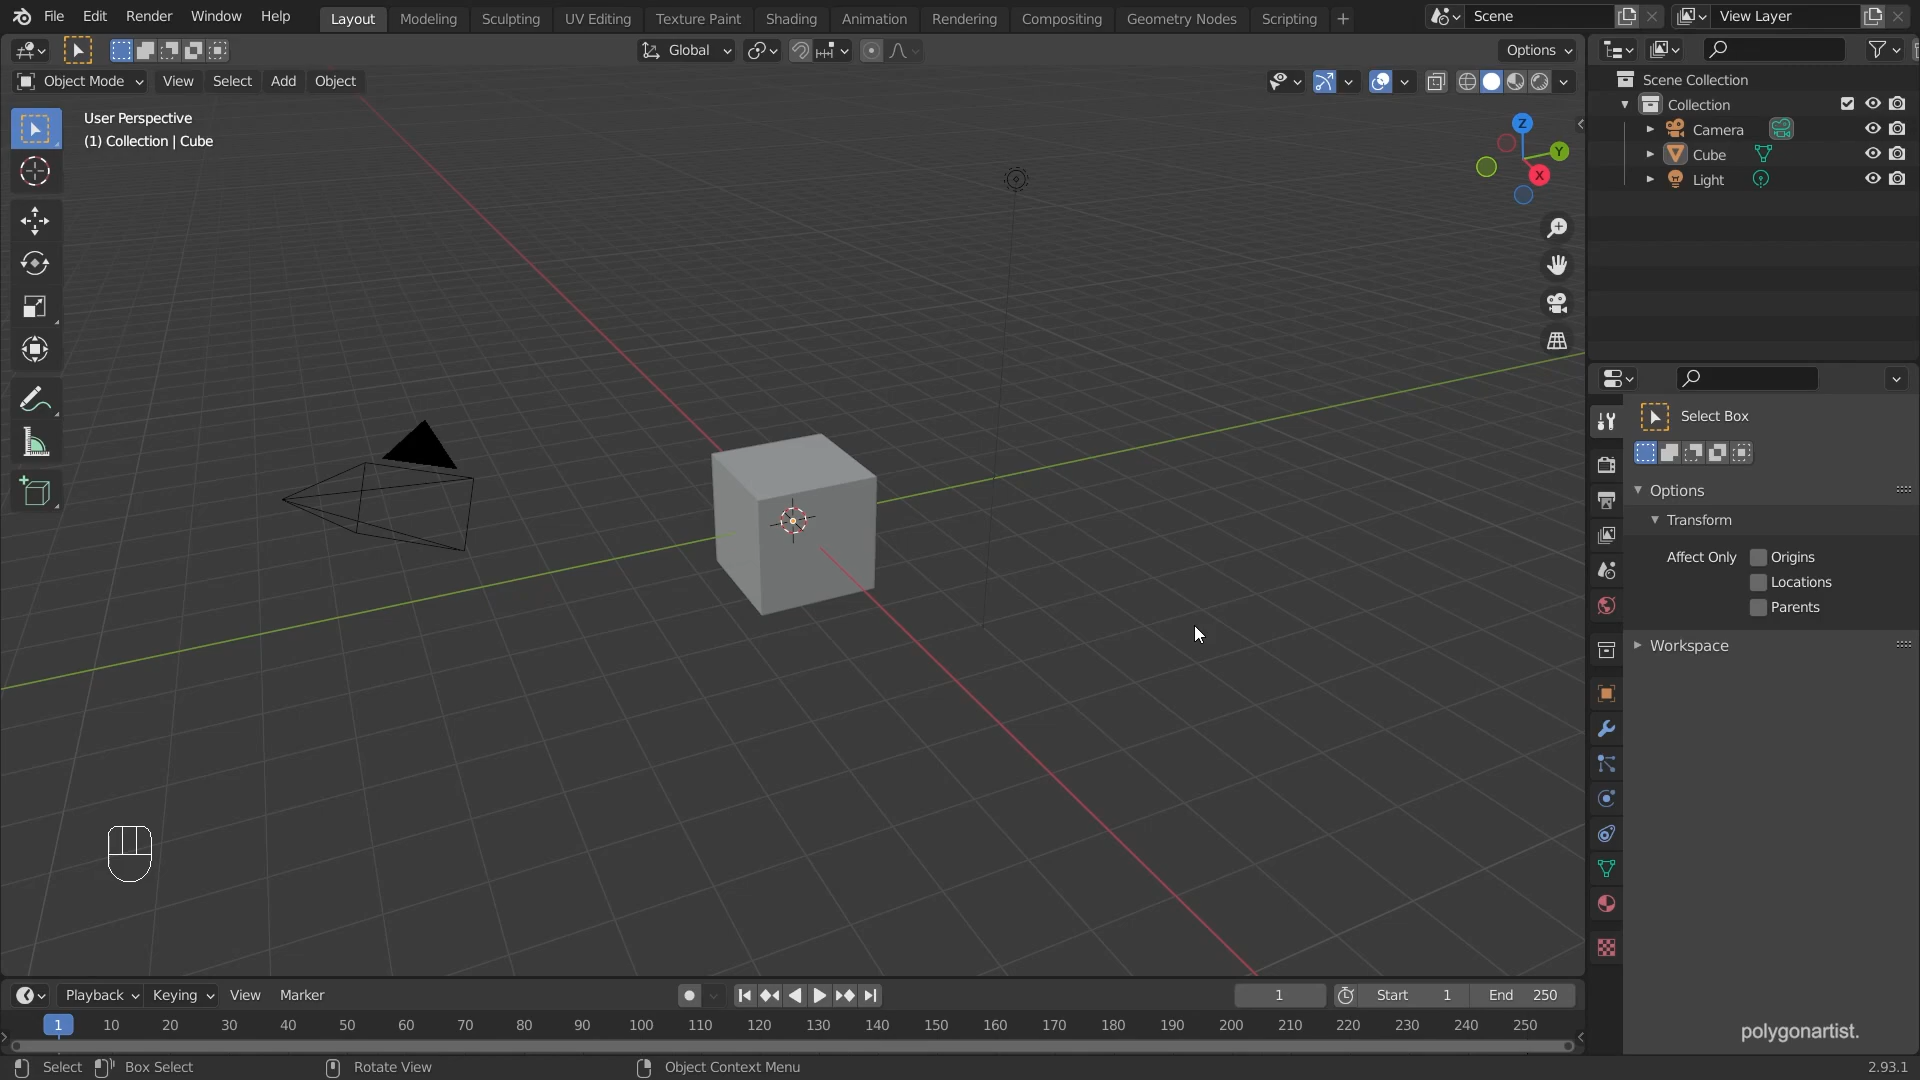 File Edit Render Window Help Layout Modeling Sculpting UV Editing Texture Paint Shading Animation Rendering Compositing Geometry Nodes Scripting + Scene View Layer
Global Options
Object Mode View Select Add Object
User Perspective
(1) Collection | Cube
Z
Y
X
Scene Collection
Collection
Camera
Cube
Light
Select Box
Options
Transform
Affect Only Origins
Locations
Parents
Workspace
Playback Keying View Marker 1 Start 1 End 250
1 10 20 30 40 50 60 70 80 90 100 110 120 130 140 150 160 170 180 190 200 210 220 230 240 250
polygonartist.
Select Box Select Rotate View Object Context Menu 2.93.1